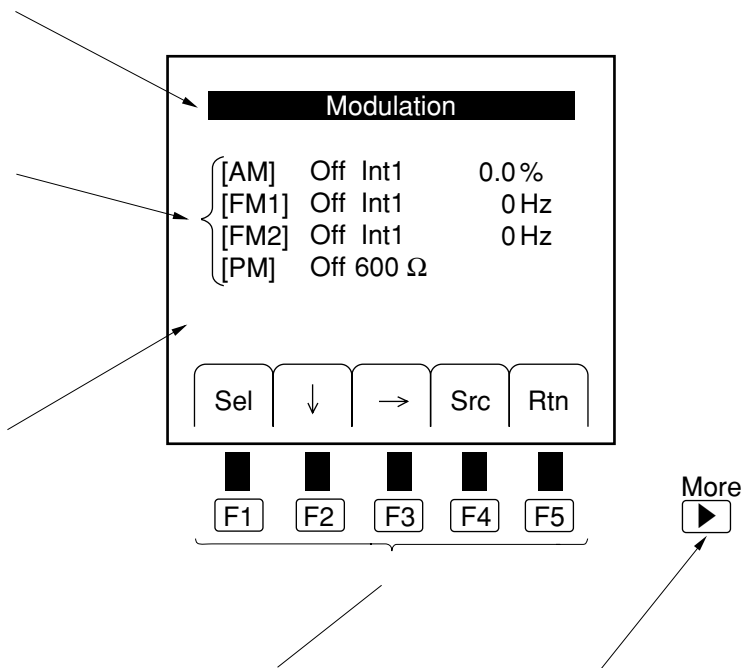 Modulation
[AM] Off Int1 0.0 %
[FM1] Off Int1 0 Hz
[FM2] Off Int1 0 Hz
[PM] Off 600 Ω
Sel ↓ → Src Rtn
More
F1 F2 F3 F4 F5